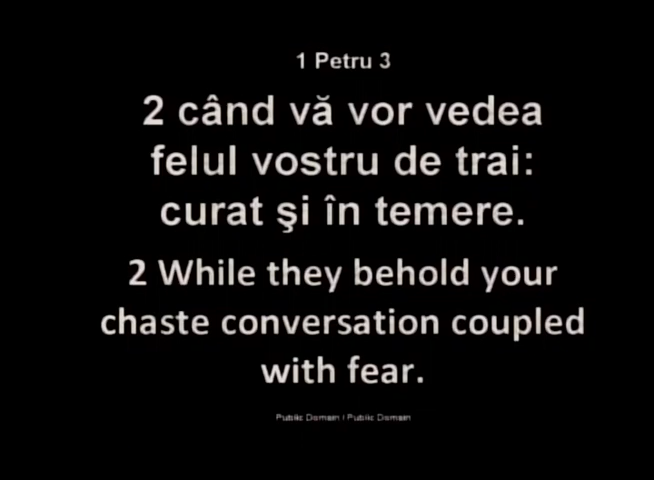 1 Petru 3
2 când vă vor vedea
felul vostru de trai:
curat şi în temere.
2 While they behold your
chaste conversation coupled
with fear.
Public Domain / Public Domain